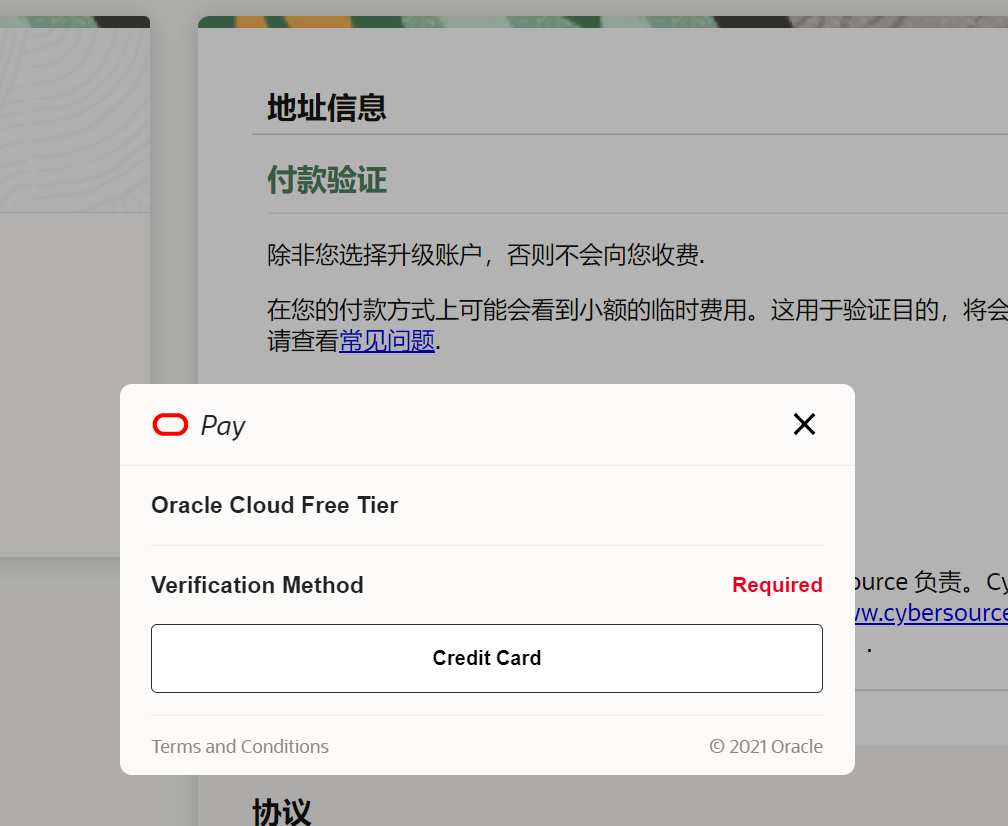 地址信息
付款验证
除非您选择升级账户，否则不会向您收费.
在您的付款方式上可能会看到小额的临时费用。这用于验证目的，将会
请查看常见问题.
Pay
Oracle Cloud Free Tier
Verification Method Required
Credit Card
Terms and Conditions © 2021 Oracle
ource 负责。Cy
w.cybersource
.
协议